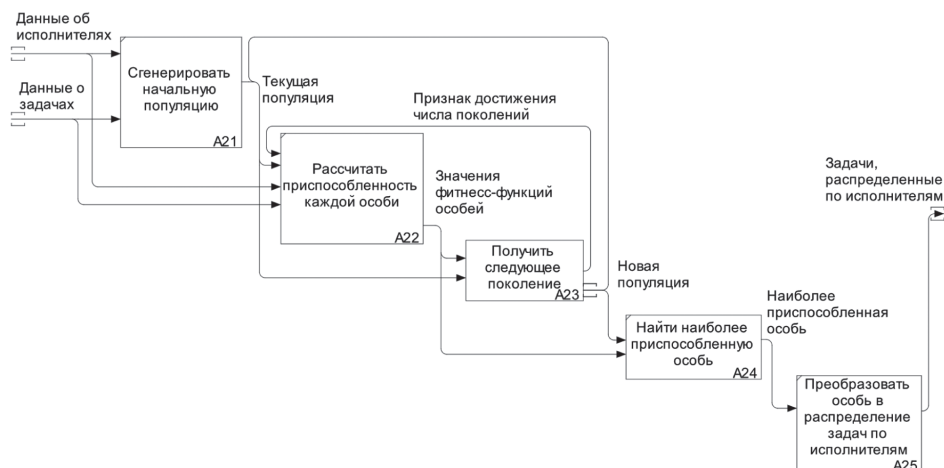 Данные об
исполнителях
Данные о
задачах
Сгенерировать
начальную
популяцию
A21
Текущая
популяция
Признак достижения
числа поколений
Рассчитать
приспособленность
каждой особи
A22
Значения
фитнесс-функций
особей
Получить
следующее
поколение
A23
Новая
популяция
Найти наиболее
приспособленную
особь
A24
Наиболее
приспособленная
особь
Преобразовать
особь в
распределение
задач по
исполнителям
A25
Задачи,
распределенные
по исполнителям